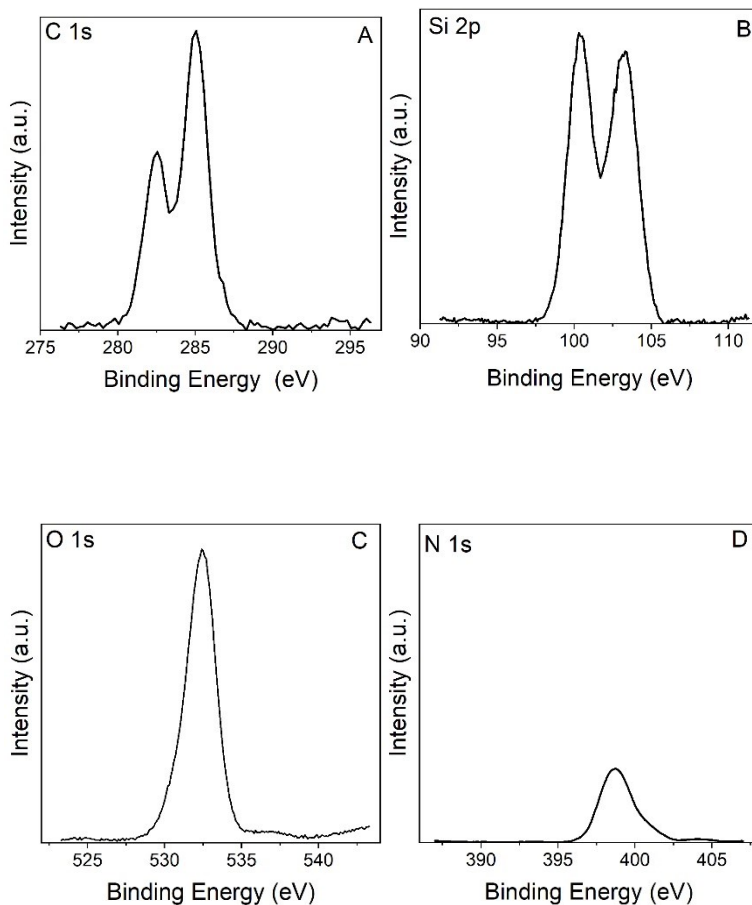 C 1s
A
Intensity (a.u.)
275 280 285 290 295
Binding Energy (eV)
Si 2p
B
Intensity (a.u.)
90 95 100 105 110
Binding Energy (eV)
O 1s
C
Intensity (a.u.)
525 530 535 540
Binding Energy (eV)
N 1s
D
Intensity (a.u.)
390 395 400 405
Binding Energy (eV)